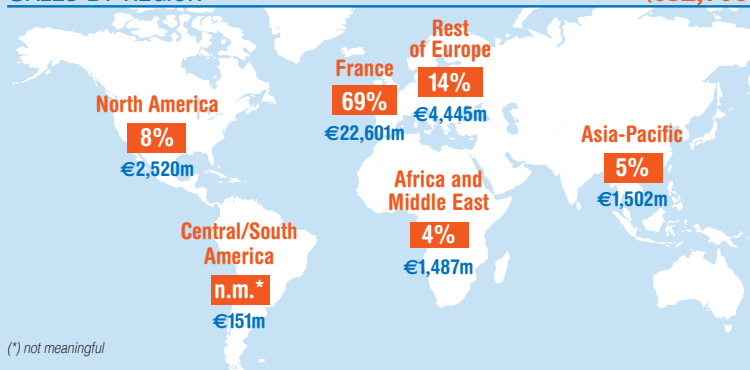 Rest
of Europe
14%
€4,445m
France
69%
€22,601m
North America
8%
€2,520m
Asia-Pacific
5%
€1,502m
Africa and
Middle East
4%
€1,487m
Central/South
America
n.m.*
€151m
(*) not meaningful